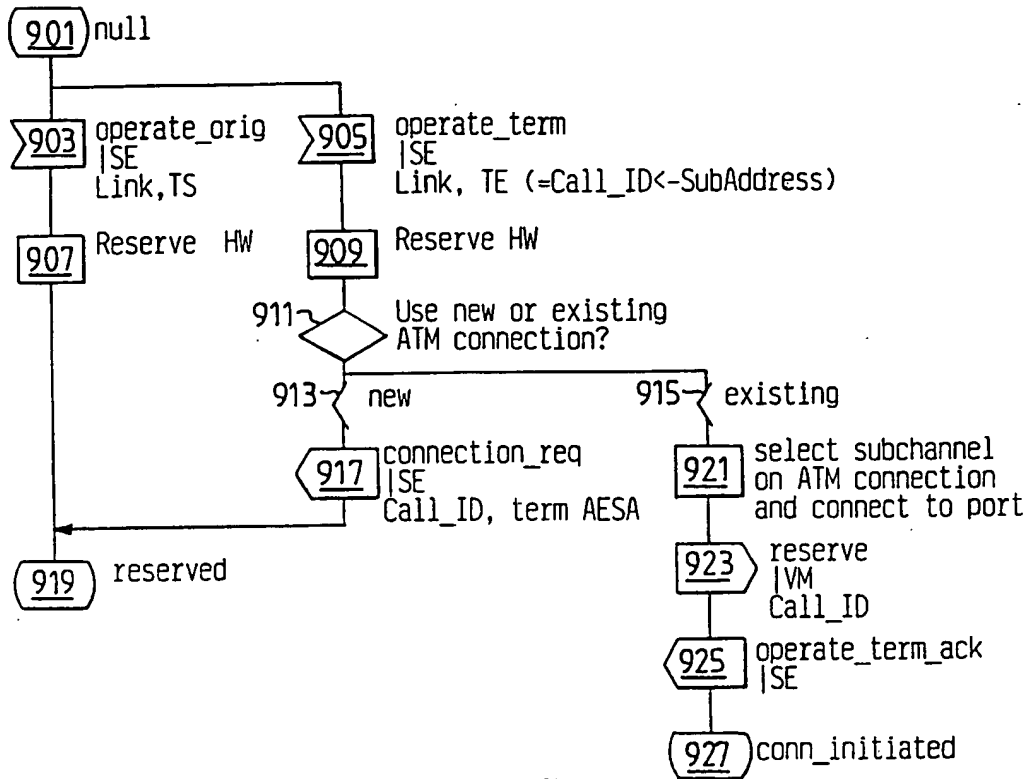 901 null
903 operate_orig
|SE
Link,TS
905 operate_term
|SE
Link, TE (=Call_ID<-SubAddress)
907 Reserve HW
909 Reserve HW
911 Use new or existing
ATM connection?
913 new
915 existing
917 connection_req
|SE
Call_ID, term AESA
919 reserved
921 select subchannel
on ATM connection
and connect to port
923 reserve
|VM
Call_ID
925 operate_term_ack
|SE
927 conn_initiated